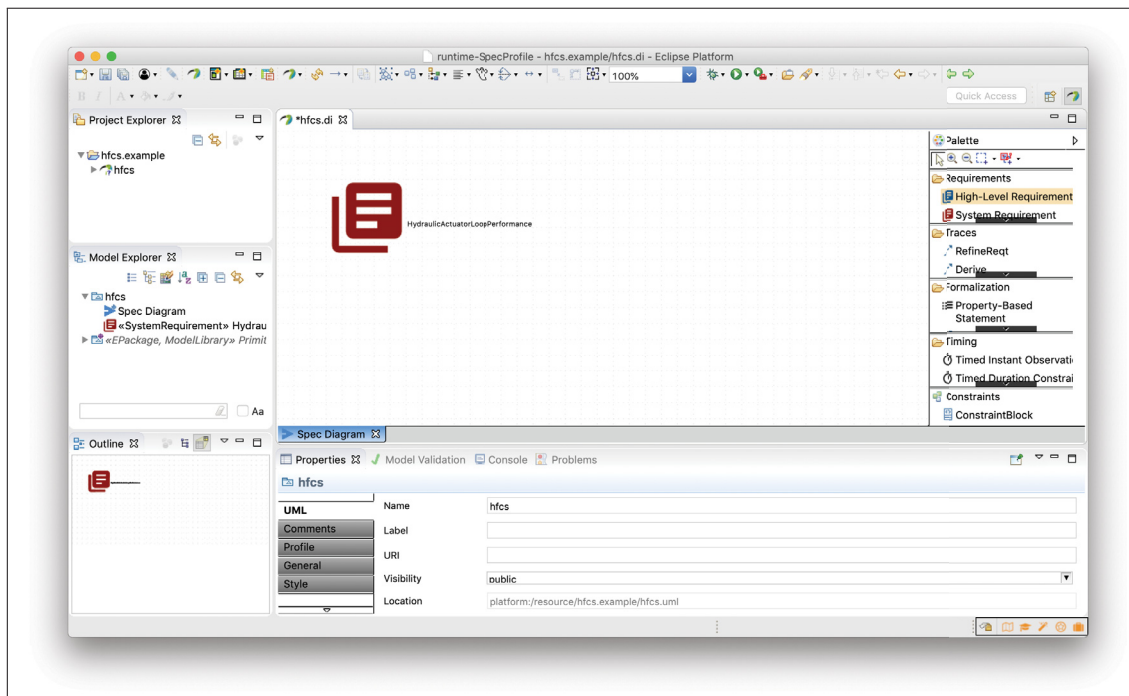 runtime-SpecProfile - hfcs.example/hfcs.di - Eclipse Platform
100%
B I A
Quick Access
Project Explorer
hfcs.example
hfcs
*hfcs.di
HydraulicActuatorLoopPerformance
Palette
Requirements
High-Level Requirement
System Requirement
Traces
RefineReqt
Derive
Formalization
Property-Based
Statement
Timing
Timed Instant Observati
Timed Duration Constrai
Constraints
ConstraintBlock
Model Explorer
hfcs
Spec Diagram
«SystemRequirement» Hydrau
«EPackage, ModelLibrary» Primit
Aa
Outline
Spec Diagram
Properties Model Validation Console Problems
hfcs
UML
Comments
Profile
General
Style
Name hfcs
Label
URI
Visibility public
Location platform:/resource/hfcs.example/hfcs.uml